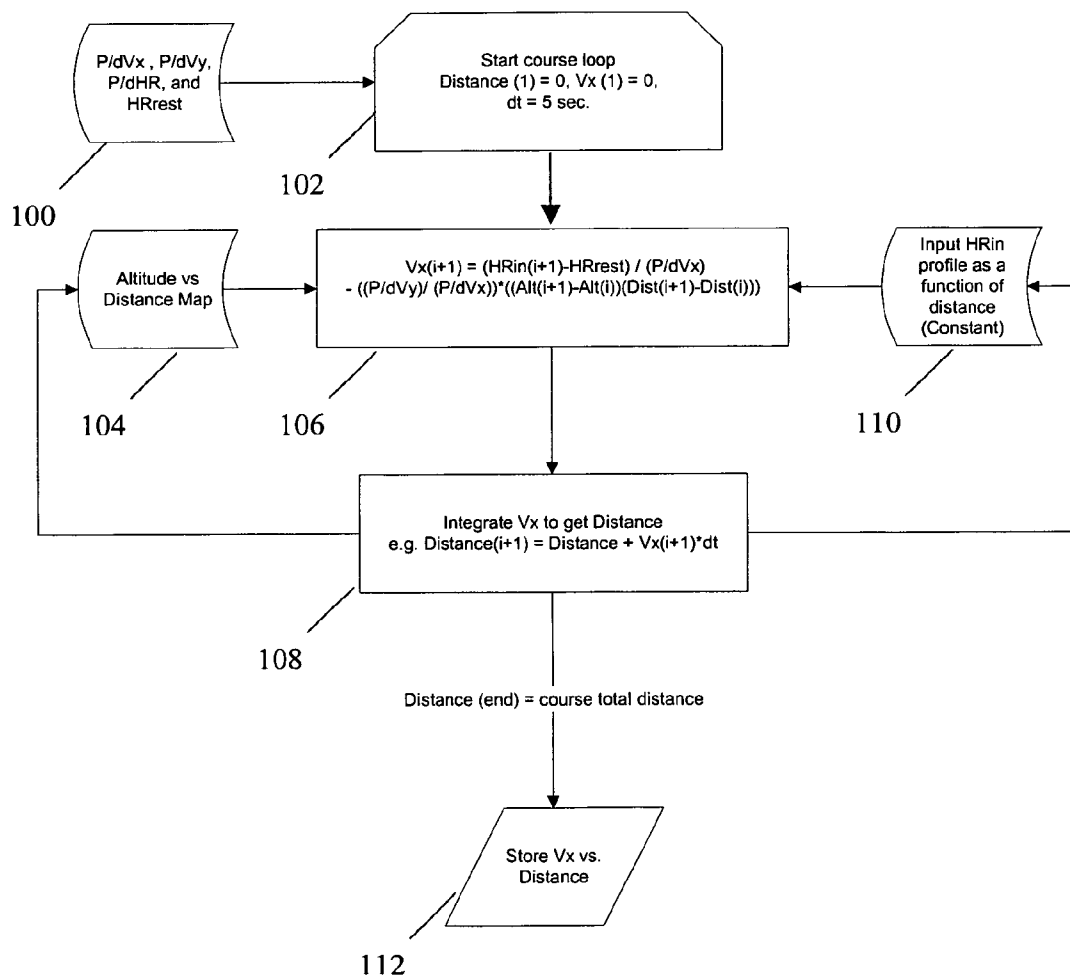 P/dVx , P/dVy,
P/dHR, and
HRrest
Start course loop
Distance (1) = 0, Vx (1) = 0,
dt = 5 sec.
100
102
Altitude vs
Distance Map
Vx(i+1) = (HRin(i+1)-HRrest) / (P/dVx)
- ((P/dVy)/ (P/dVx))*((Alt(i+1)-Alt(i))(Dist(i+1)-Dist(i)))
Input HRin
profile as a
function of
distance
(Constant)
104
106
110
Integrate Vx to get Distance
e.g. Distance(i+1) = Distance + Vx(i+1)*dt
108
Distance (end) = course total distance
Store Vx vs.
Distance
112